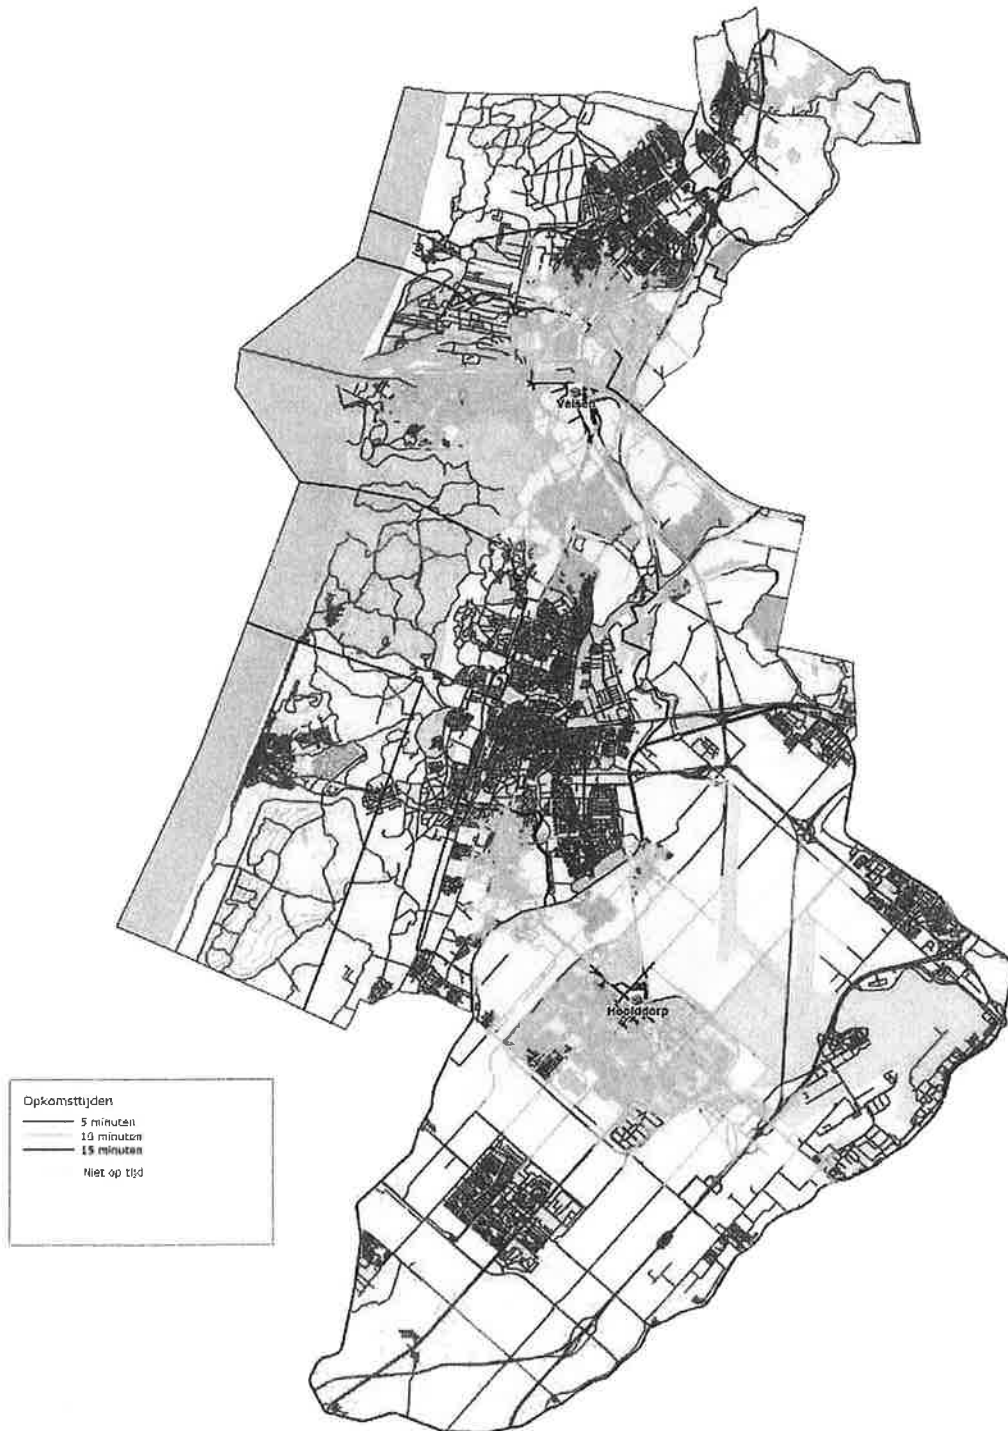 Velsen
Hoofddorp
Opkomsttijden
5 minuten
10 minuten
15 minuten
Niet op tijd